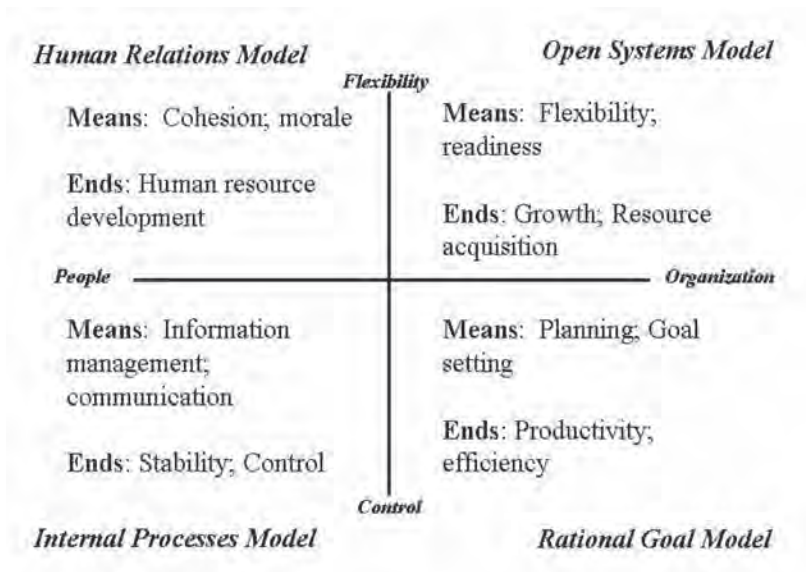 Human Relations Model
Open Systems Model
Flexibility
Means: Cohesion; morale
Ends: Human resource
development
Means: Flexibility;
readiness
Ends: Growth; Resource
acquisition
People
Organization
Means: Information
management;
communication
Ends: Stability; Control
Means: Planning; Goal
setting
Ends: Productivity;
efficiency
Control
Internal Processes Model
Rational Goal Model